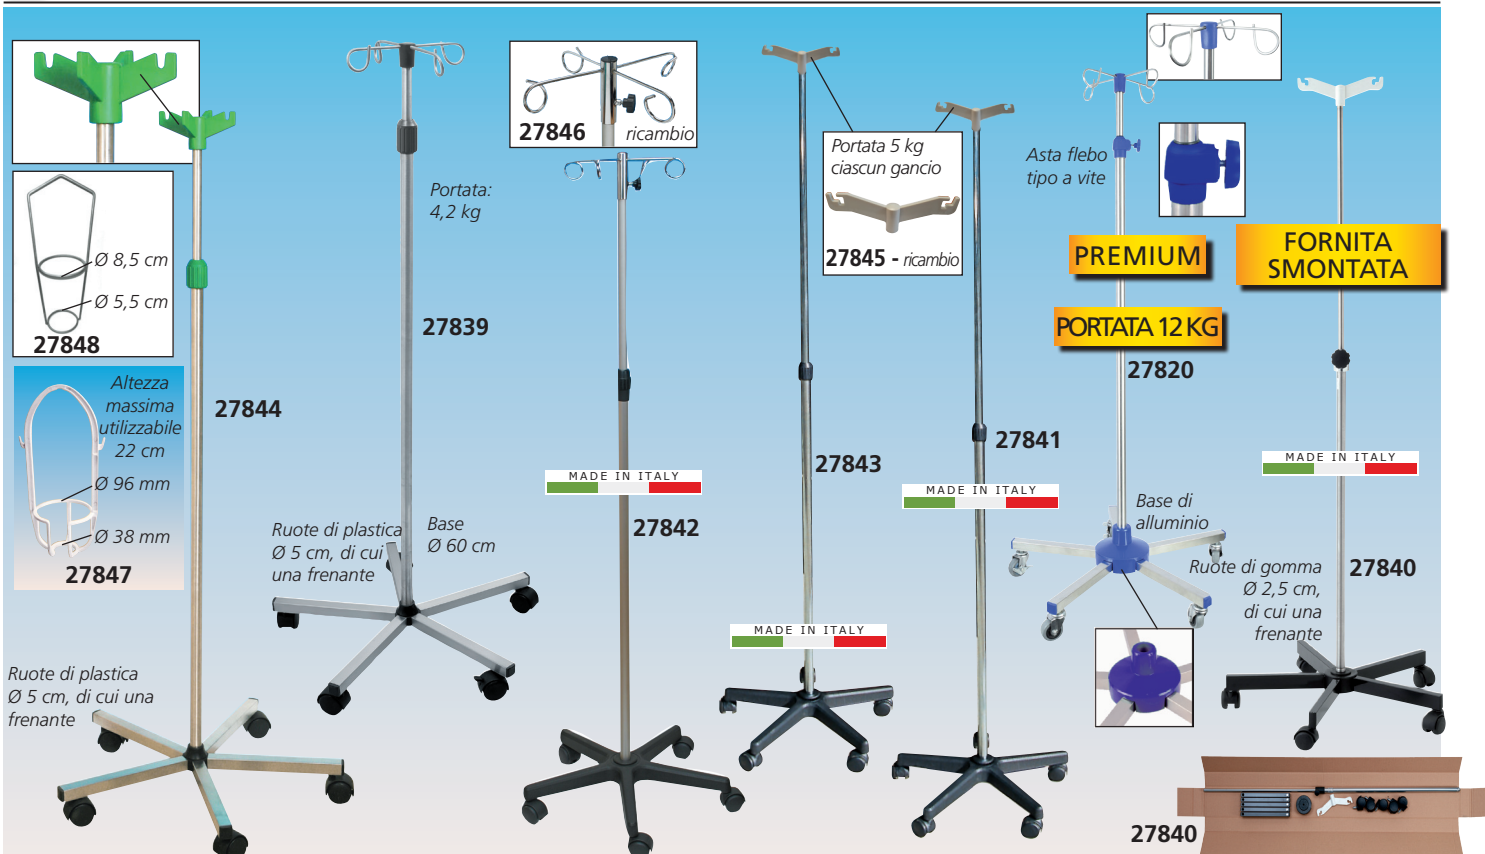 Ø 8,5 cm
Ø 5,5 cm
27848
Altezza
massima
utilizzabile
22 cm
Ø 96 mm
Ø 38 mm
27847
27844
Ruote di plastica
Ø 5 cm, di cui una
frenante
Portata:
4,2 kg
27839
Ruote di plastica
Ø 5 cm, di cui
una frenante
Base
Ø 60 cm
27846 ricambio
MADE IN ITALY
27842
Portata 5 kg
ciascun gancio
27845 - ricambio
27843
MADE IN ITALY
27841
MADE IN ITALY
Asta flebo
tipo a vite
PREMIUM
PORTATA 12 KG
27820
Base di
alluminio
FORNITA
SMONTATA
MADE IN ITALY
Ruote di gomma
Ø 2,5 cm,
di cui una
frenante
27840
27840